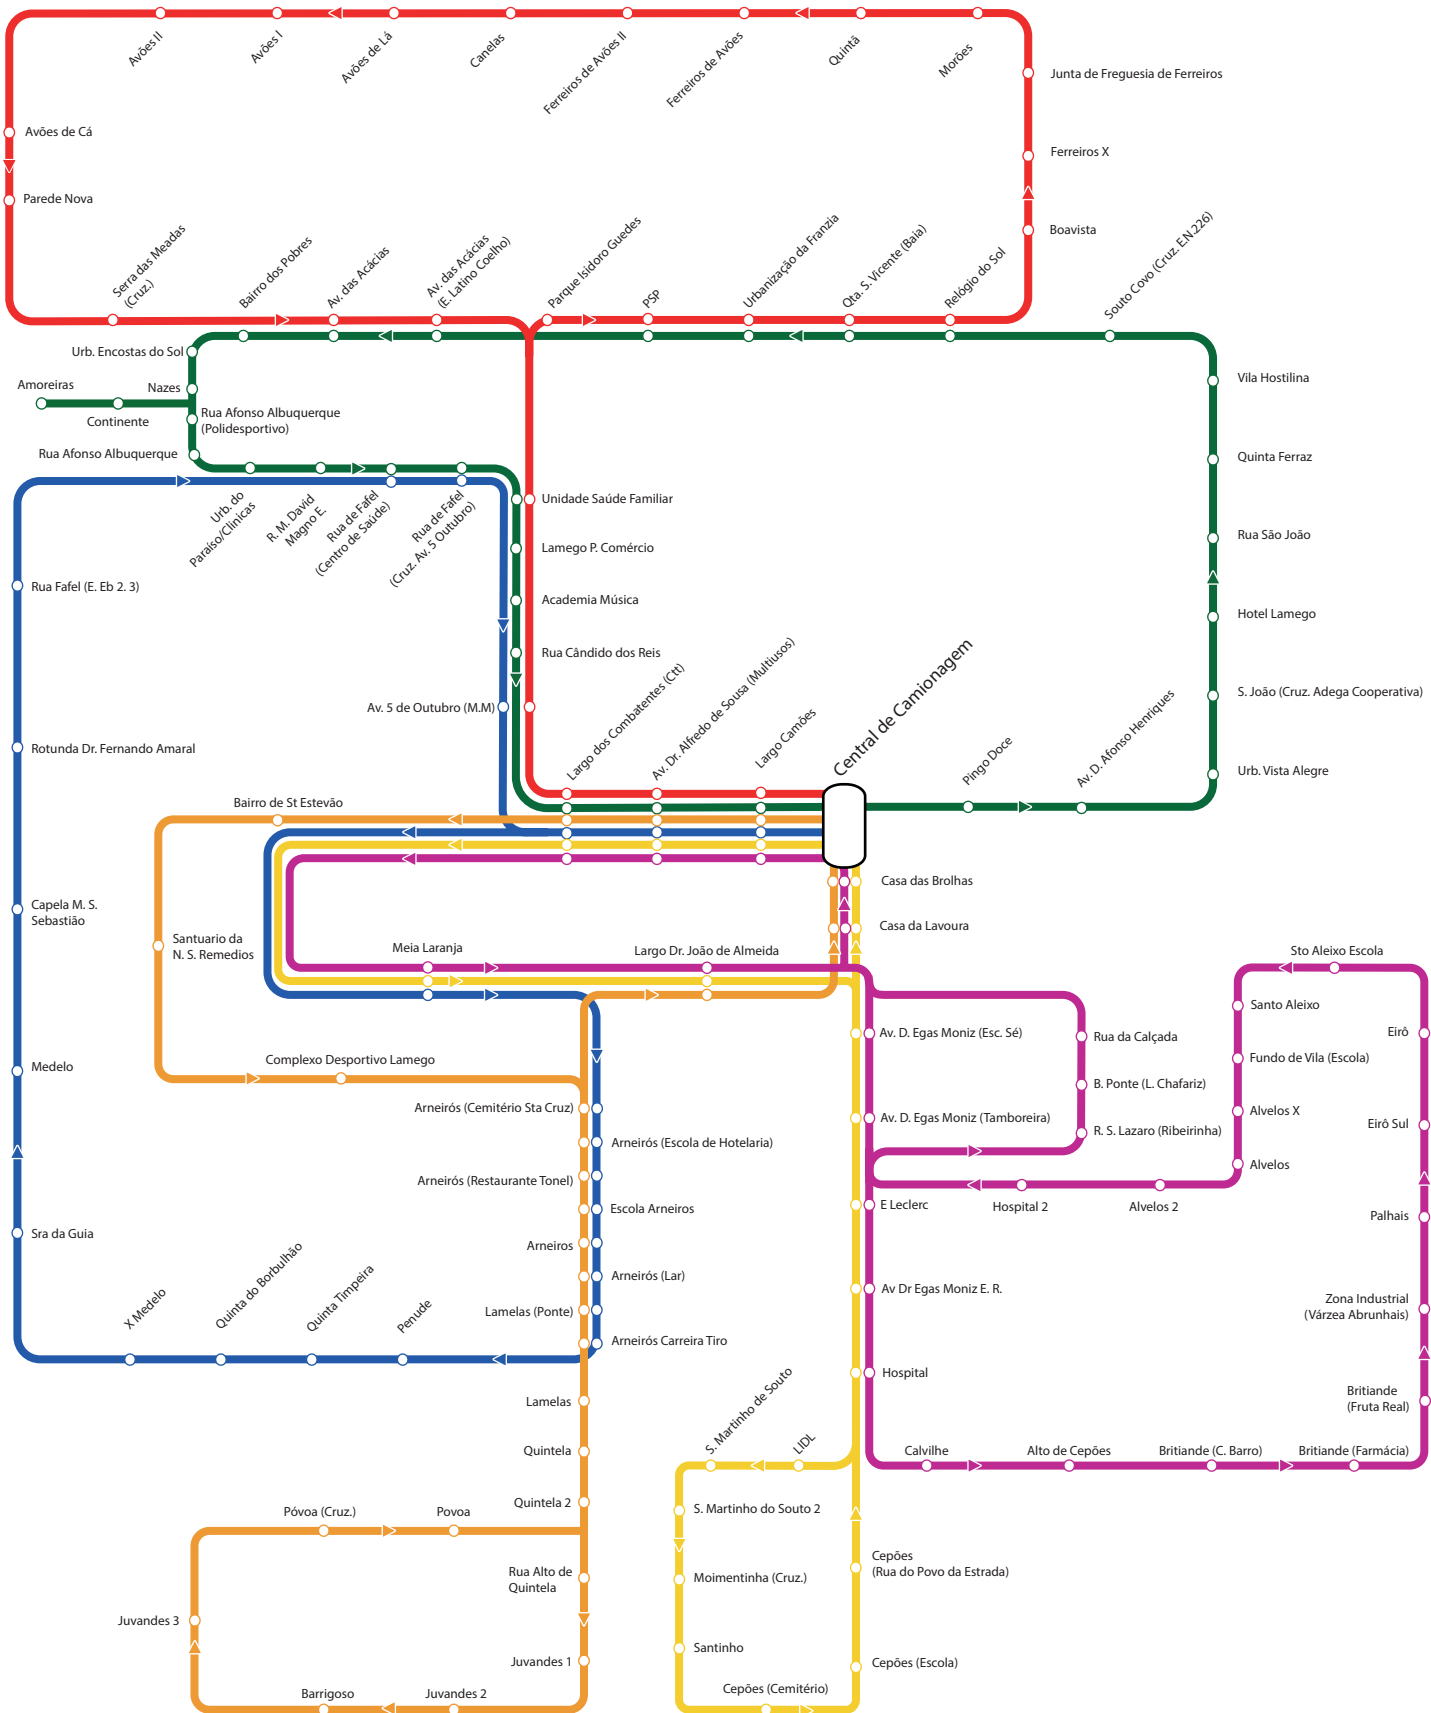 Avões II
Avões I
Avões de Lá
Canelas
Ferreiros de Avões II
Ferreiros de Avões
Quintã
Morões
Junta de Freguesia de Ferreiros
Avões de Cá
Ferreiros X
Parede Nova
Boavista
Serra das Meadas
(Cruz.)
Bairro dos Pobres
Av. das Acácias
Av. das Acácias
(E. Latino Coelho)
Parque Isidoro Guedes
PSP
Urbanização da Franzia
Qta. S. Vicente (Baia)
Relógio do Sol
Souto Covo (Cruz E.N.226)
Urb. Encostas do Sol
Amoreiras
Nazes
Continente
Rua Afonso Albuquerque
(Polidesportivo)
Rua Afonso Albuquerque
Vila Hostilina
Quinta Ferraz
Urb. do
Paraíso/Clinicas
R. M. David
Magno E.
Rua de Fafel
(Centro de Saúde)
Rua de Fafel
(Cruz. Av. 5 Outubro)
Unidade Saúde Familiar
Lamego P. Comércio
Rua São João
Rua Fafel (E. Eb 2. 3)
Academia Música
Hotel Lamego
Rua Cândido dos Reis
Av. 5 de Outubro (M.M)
Largo dos Combatentes (Ctt)
Av. Dr. Alfredo de Sousa (Multiusos)
Largo Camões
Central de Camionagem
Pingo Doce
Av. D. Afonso Henriques
S. João (Cruz. Adega Cooperativa)
Urb. Vista Alegre
Rotunda Dr. Fernando Amaral
Bairro de St Estevão
Capela M. S.
Sebastião
Casa das Brolhas
Casa da Lavoura
Santuario da
N. S. Remedios
Meia Laranja
Largo Dr. João de Almeida
Sto Aleixo Escola
Santo Aleixo
Av. D. Egas Moniz (Esc. Sé)
Rua da Calçada
Eirô
Medelo
Complexo Desportivo Lamego
Fundo de Vila (Escola)
B. Ponte (L. Chafariz)
Arneirós (Cemitério Sta Cruz)
Av. D. Egas Moniz (Tamboreira)
Alvelos X
Eirô Sul
Arneirós (Escola de Hotelaria)
R. S. Lazaro (Ribeirinha)
Alvelos
Arneirós (Restaurante Tonel)
Escola Arneiros
E Leclerc
Hospital 2
Alvelos 2
Palhais
Sra da Guia
Arneiros
Arneirós (Lar)
Av Dr Egas Moniz E. R.
Zona Industrial
(Várzea Abrunhais)
X Medelo
Quinta do Borbulhão
Quinta Timpeira
Penude
Lamelas (Ponte)
Arneirós Carreira Tiro
Hospital
Lamelas
Britiande
(Fruta Real)
Quintela
S. Martinho de Souto
LIDL
Calvilhe
Alto de Cepões
Britiande (C. Barro)
Britiande (Farmácia)
Quintela 2
Póvoa (Cruz.)
Povoa
S. Martinho do Souto 2
Cepões
(Rua do Povo da Estrada)
Rua Alto de
Quintela
Moimentinha (Cruz.)
Juvandes 3
Santinho
Juvandes 1
Cepões (Escola)
Barrigoso
Juvandes 2
Cepões (Cemitério)